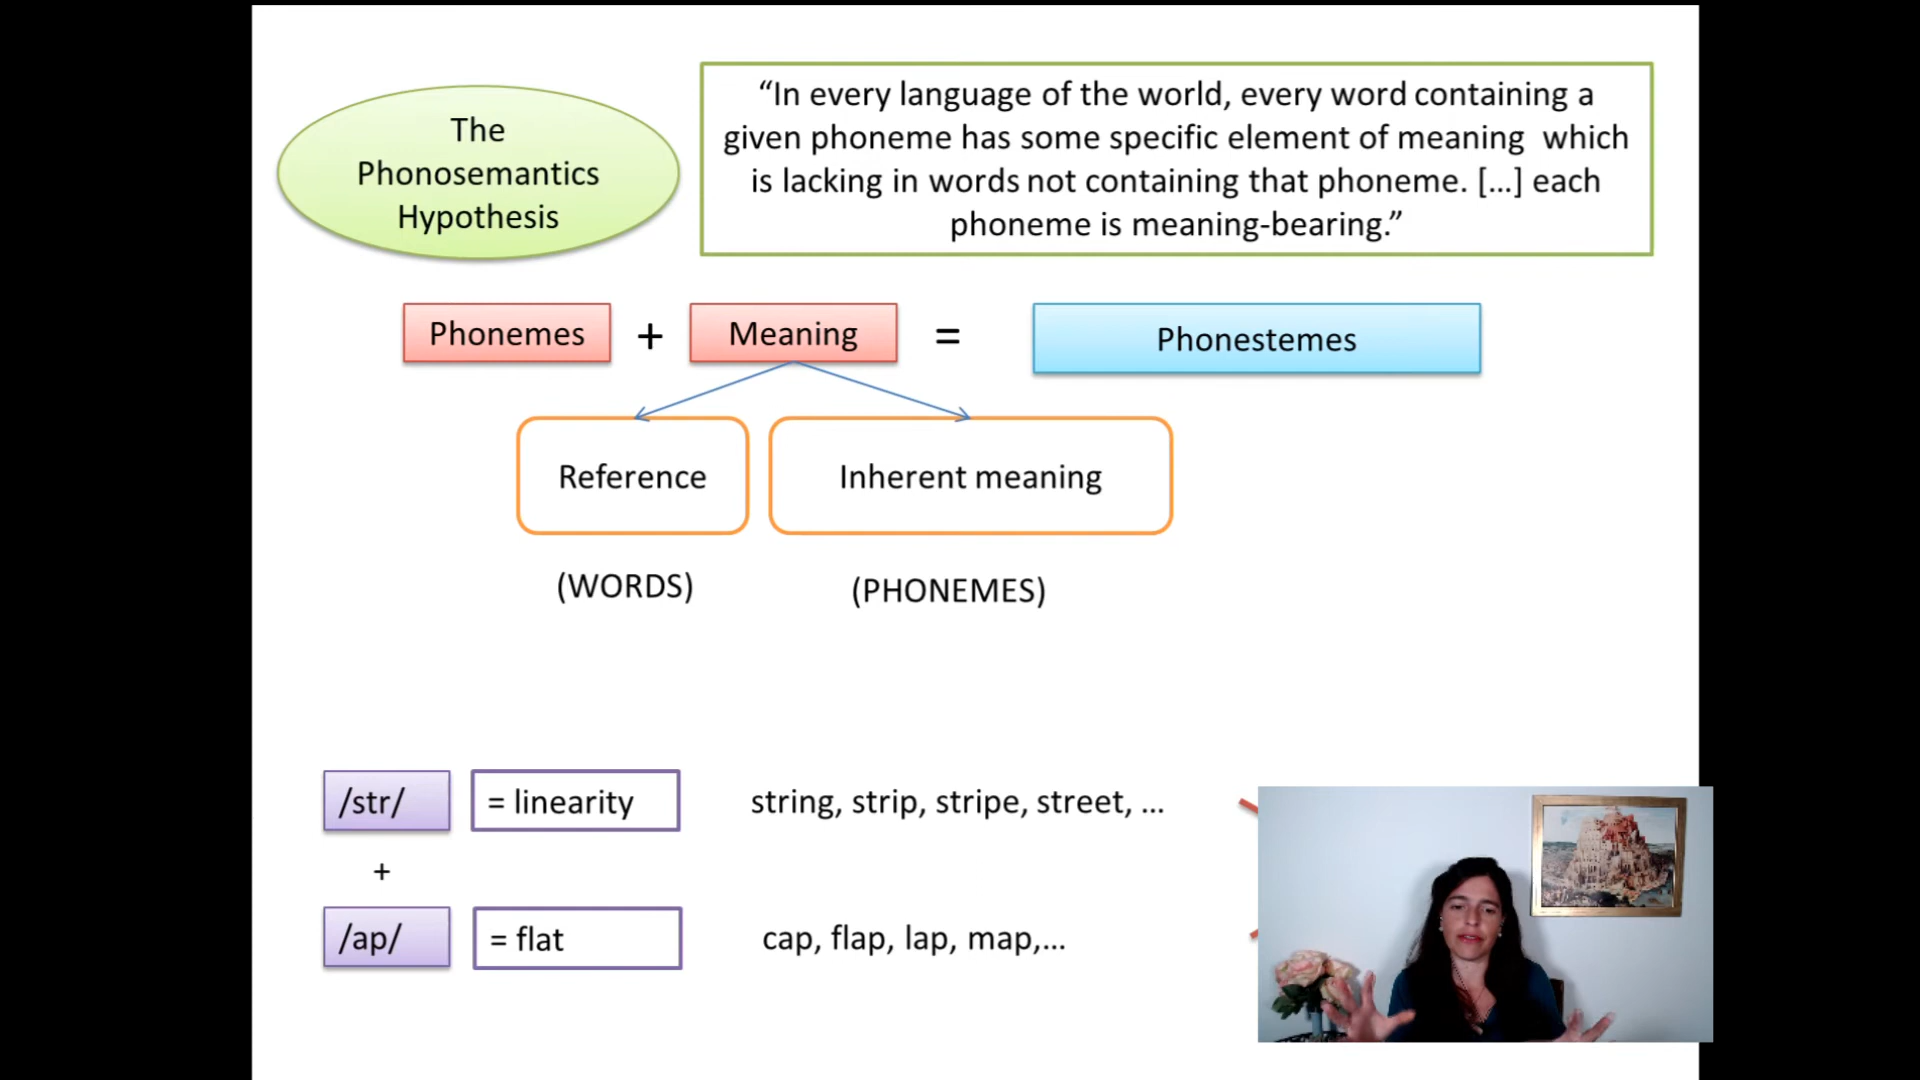 The
Phonosemantics
Hypothesis
“In every language of the world, every word containing a
given phoneme has some specific element of meaning which
is lacking in words not containing that phoneme. [...] each
phoneme is meaning-bearing.”
Phonemes + Meaning = Phonestemes
Reference
Inherent meaning
(WORDS)
(PHONEMES)
/str/ = linearity string, strip, stripe, street, ...
+
/ap/ = flat cap, flap, lap, map,...